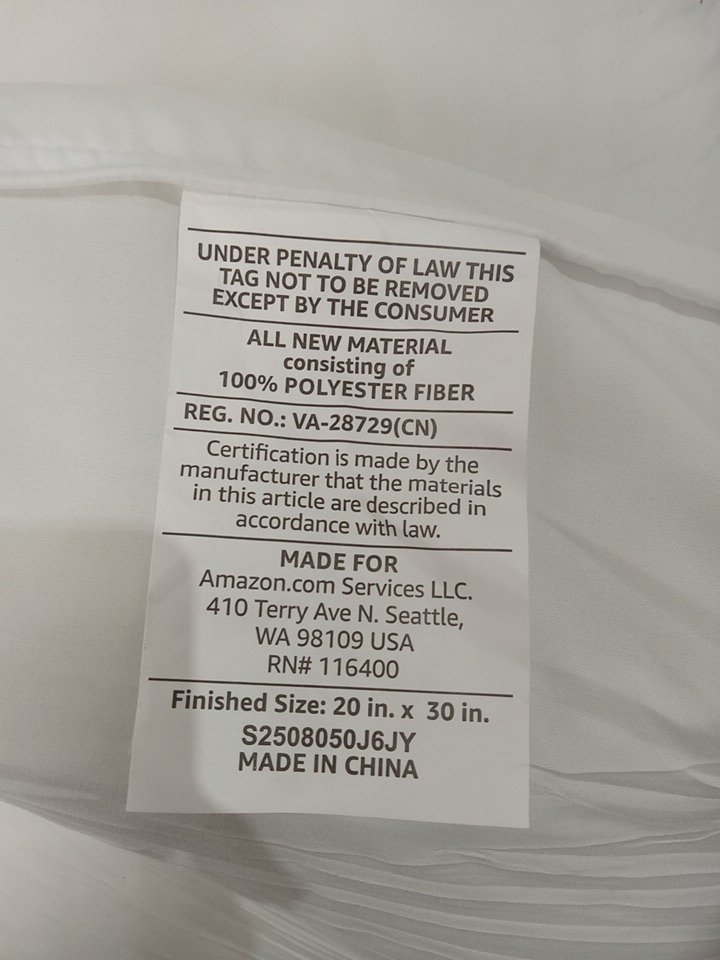 UNDER PENALTY OF LAW THIS
TAG NOT TO BE REMOVED
EXCEPT BY THE CONSUMER
ALL NEW MATERIAL
consisting of
100% POLYESTER FIBER
REG. NO.: VA-28729(CN)
Certification is made by the
manufacturer that the materials
in this article are described in
accordance with law.
MADE FOR
Amazon.com Services LLC.
410 Terry Ave N. Seattle,
WA 98109 USA
RN# 116400
Finished Size: 20 in. x 30 in.
S2508050J6JY
MADE IN CHINA